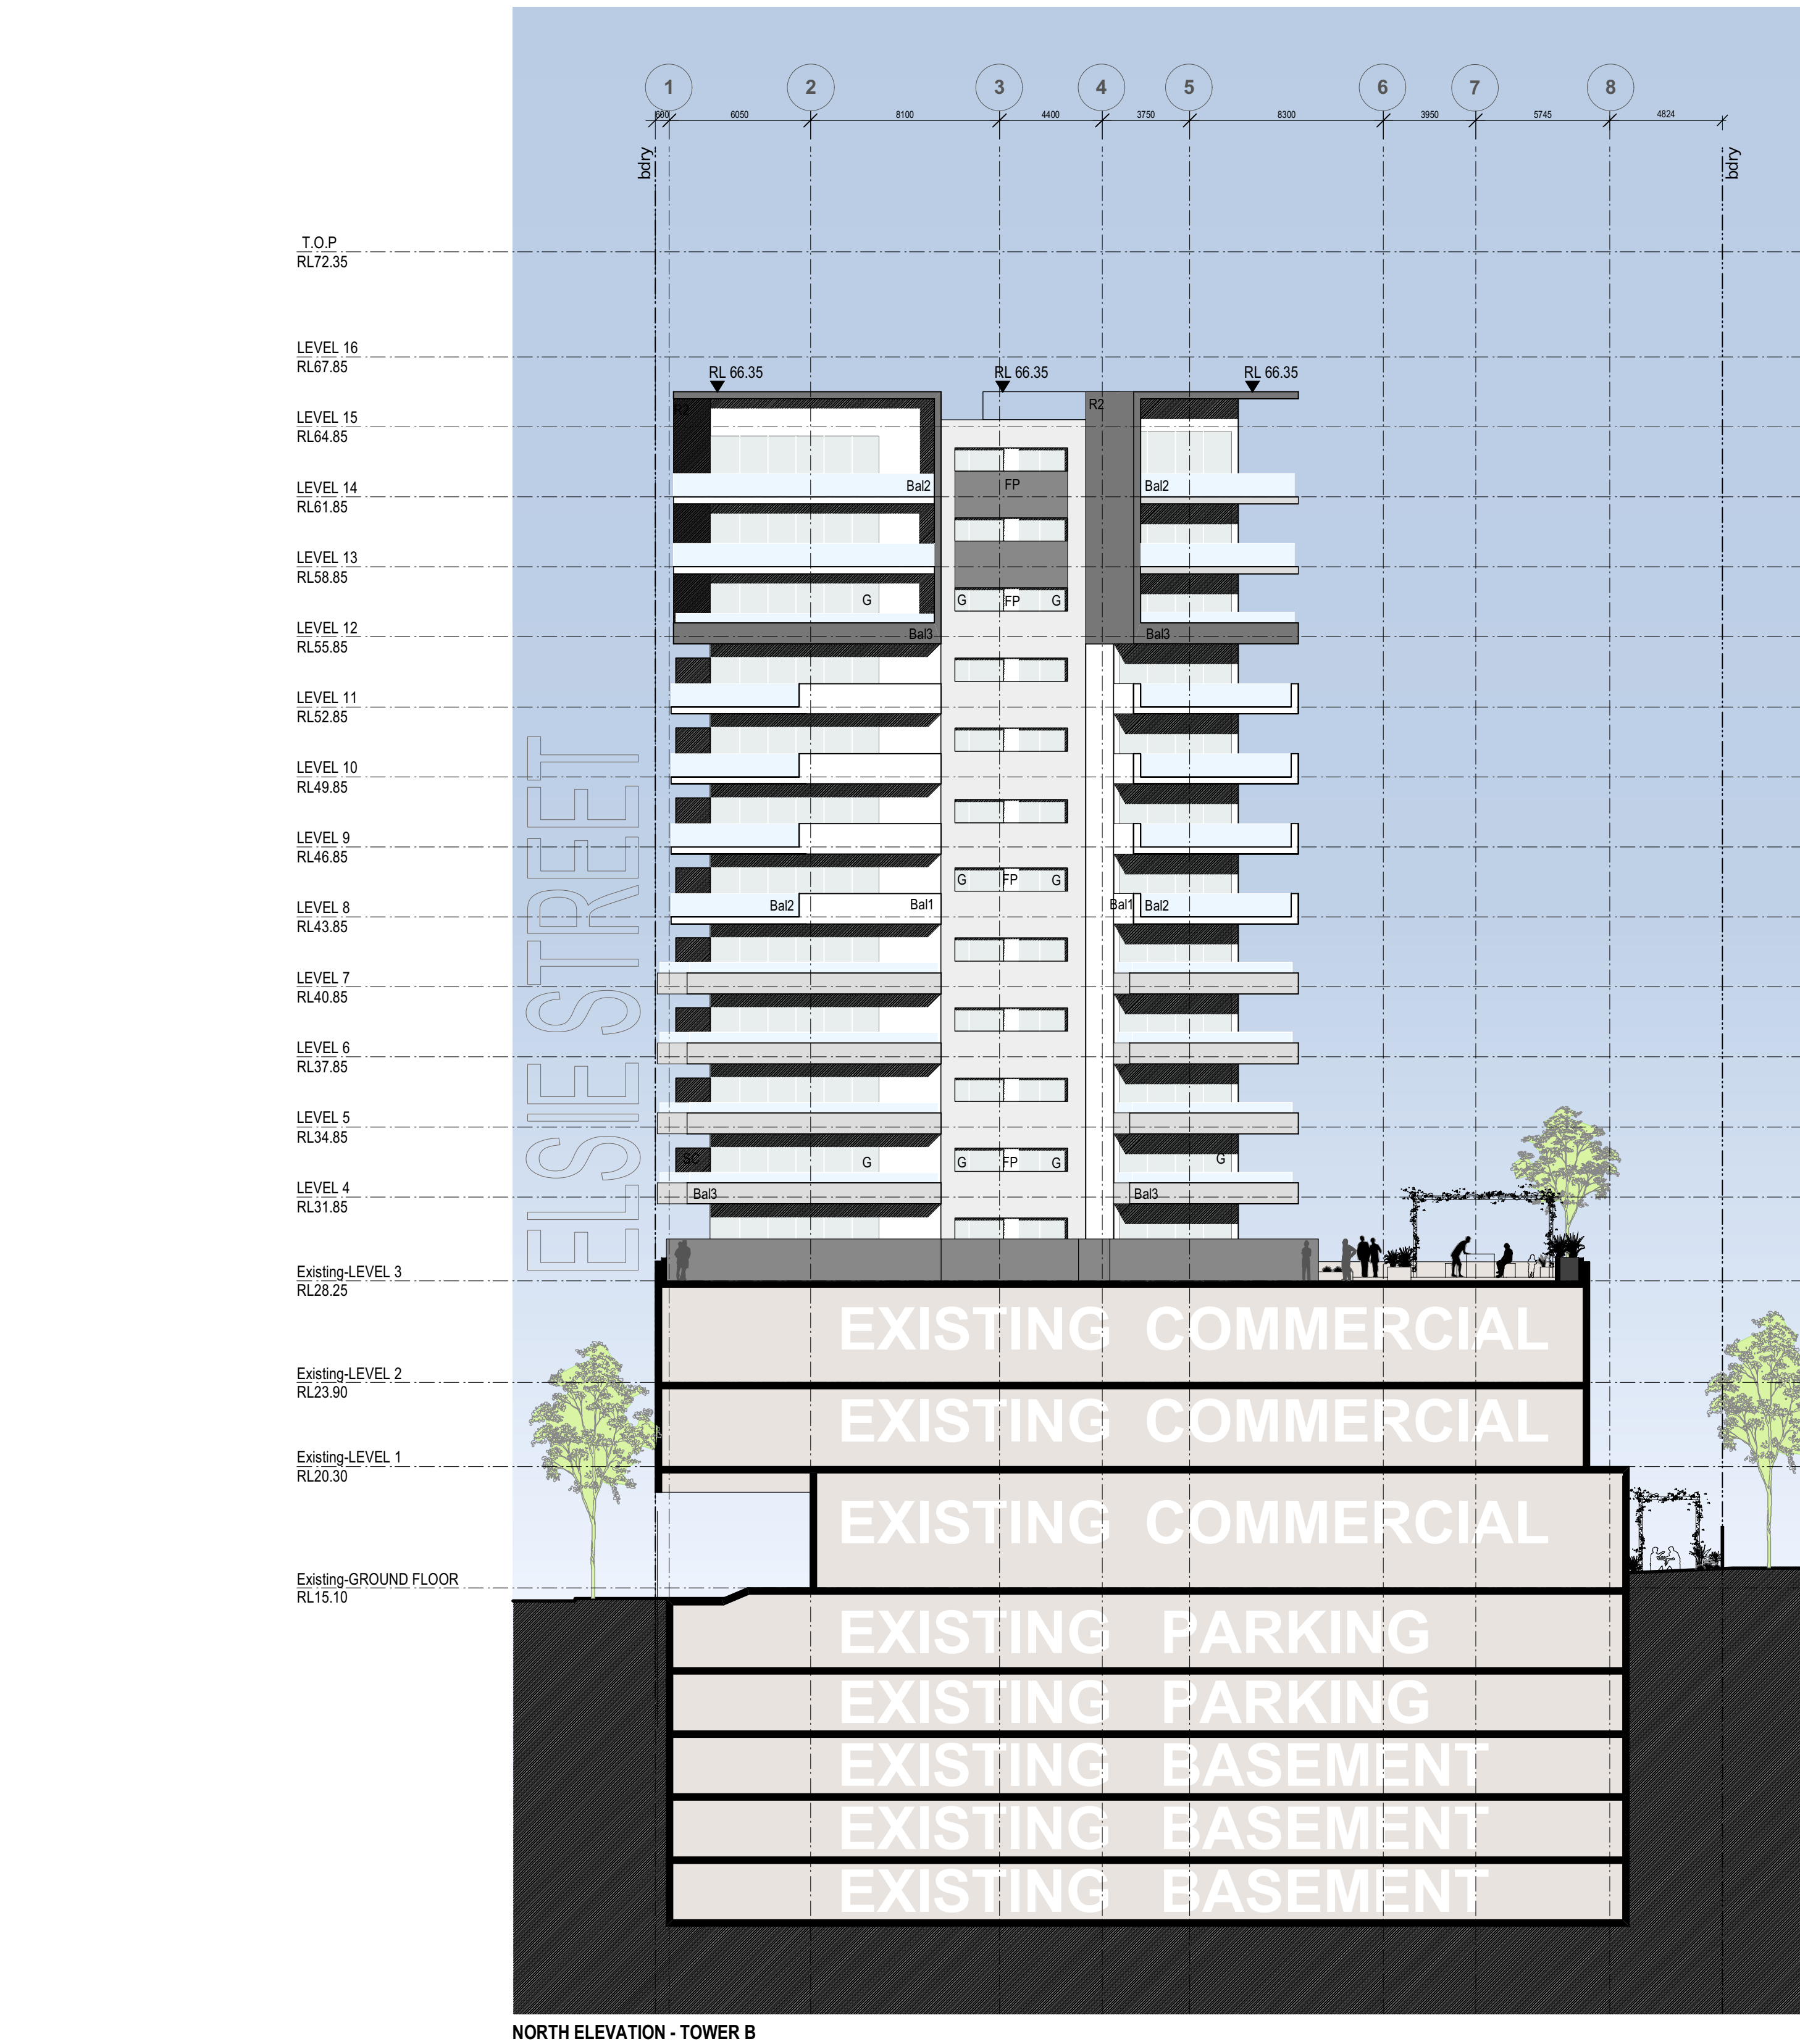 1 2 3 4 5 6 7 8
600 6050 8100 4400 3750 8300 3950 5745 4824
bdry bdry
T.O.P
RL72.35
LEVEL 16
RL67.85
RL 66.35 RL 66.35 RL 66.35
R2 R2
LEVEL 15
RL64.85
LEVEL 14 Bal2 FP Bal2
RL61.85
LEVEL 13
RL58.85
G G FP G
LEVEL 12 Bal3 Bal3
RL55.85
LEVEL 11
RL52.85
LEVEL 10
RL49.85
LEVEL 9
RL46.85
G FP G
LEVEL 8 Bal2 Bal1 Bal1 Bal2
RL43.85
LEVEL 7
RL40.85
LEVEL 6
RL37.85
LEVEL 5
RL34.85
SC G G FP G G
LEVEL 4 Bal3 Bal3
RL31.85
ELSIE STREET
Existing-LEVEL 3
RL28.25
EXISTING COMMERCIAL
Existing-LEVEL 2
RL23.90
EXISTING COMMERCIAL
Existing-LEVEL 1
RL20.30
EXISTING COMMERCIAL
Existing-GROUND FLOOR
RL15.10
EXISTING PARKING
EXISTING PARKING
EXISTING BASEMENT
EXISTING BASEMENT
EXISTING BASEMENT
NORTH ELEVATION - TOWER B